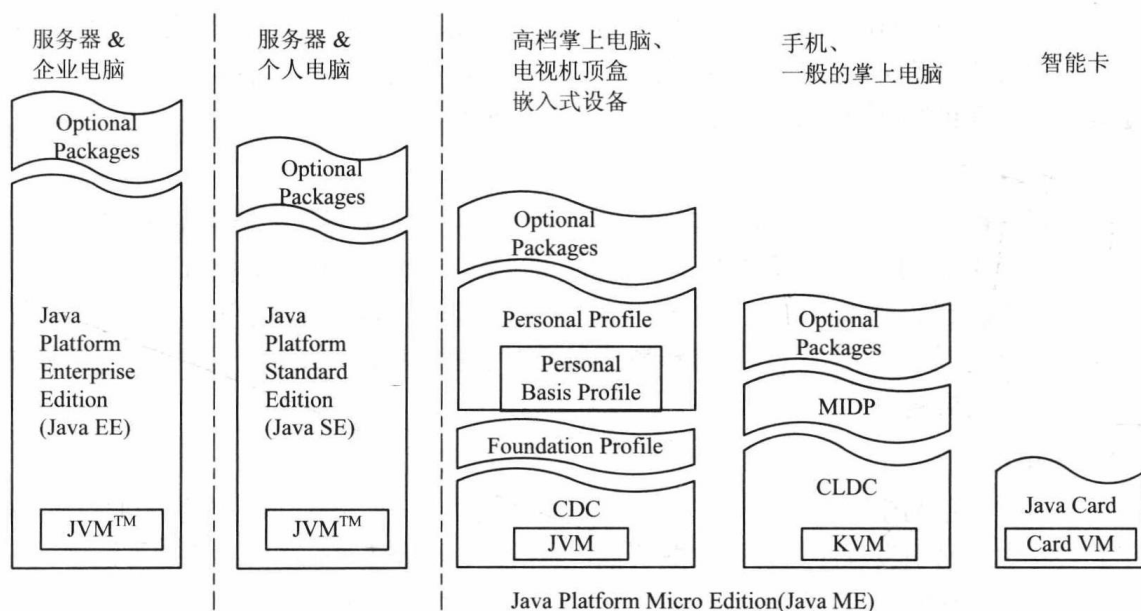 服务器 &
企业电脑
Optional
Packages
Java
Platform
Enterprise
Edition
(Java EE)
JVM™
服务器 &
个人电脑
Optional
Packages
Java
Platform
Standard
Edition
(Java SE)
JVM™
高档掌上电脑、
电视机顶盒
嵌入式设备
Optional
Packages
Personal Profile
Personal
Basis Profile
Foundation Profile
CDC
JVM
手机、
一般的掌上电脑
Optional
Packages
MIDP
CLDC
KVM
智能卡
Java Card
Card VM
Java Platform Micro Edition(Java ME)